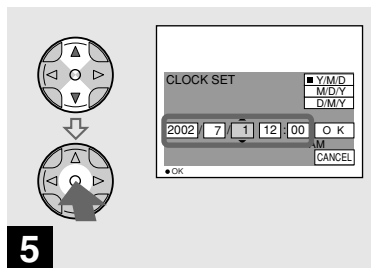 CLOCK SET
■ Y/M/D
M/D/Y
D/M/Y
2002 / 7 / 1 12 : 00 O K
AM
CANCEL
● OK
5